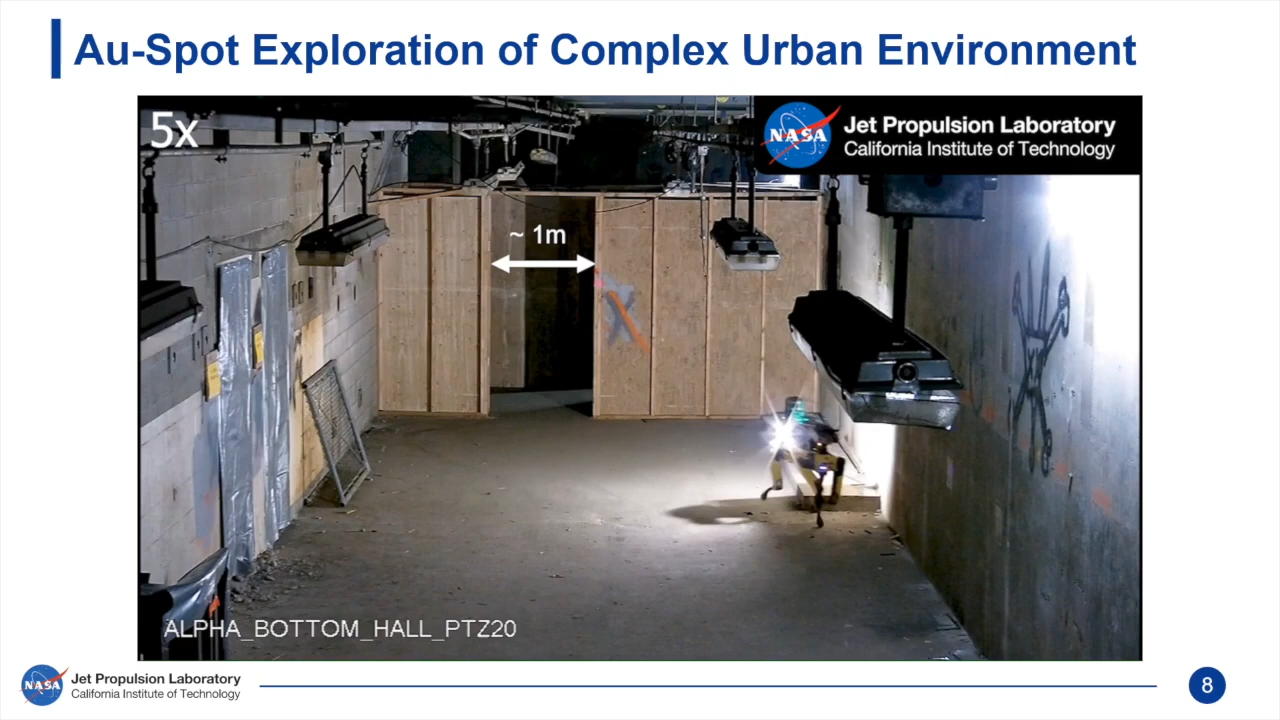 Au-Spot Exploration of Complex Urban Environment
5x
NASA
Jet Propulsion Laboratory
California Institute of Technology
~ 1m
ALPHA_BOTTOM_HALL_PTZ20
NASA
Jet Propulsion Laboratory
California Institute of Technology
8